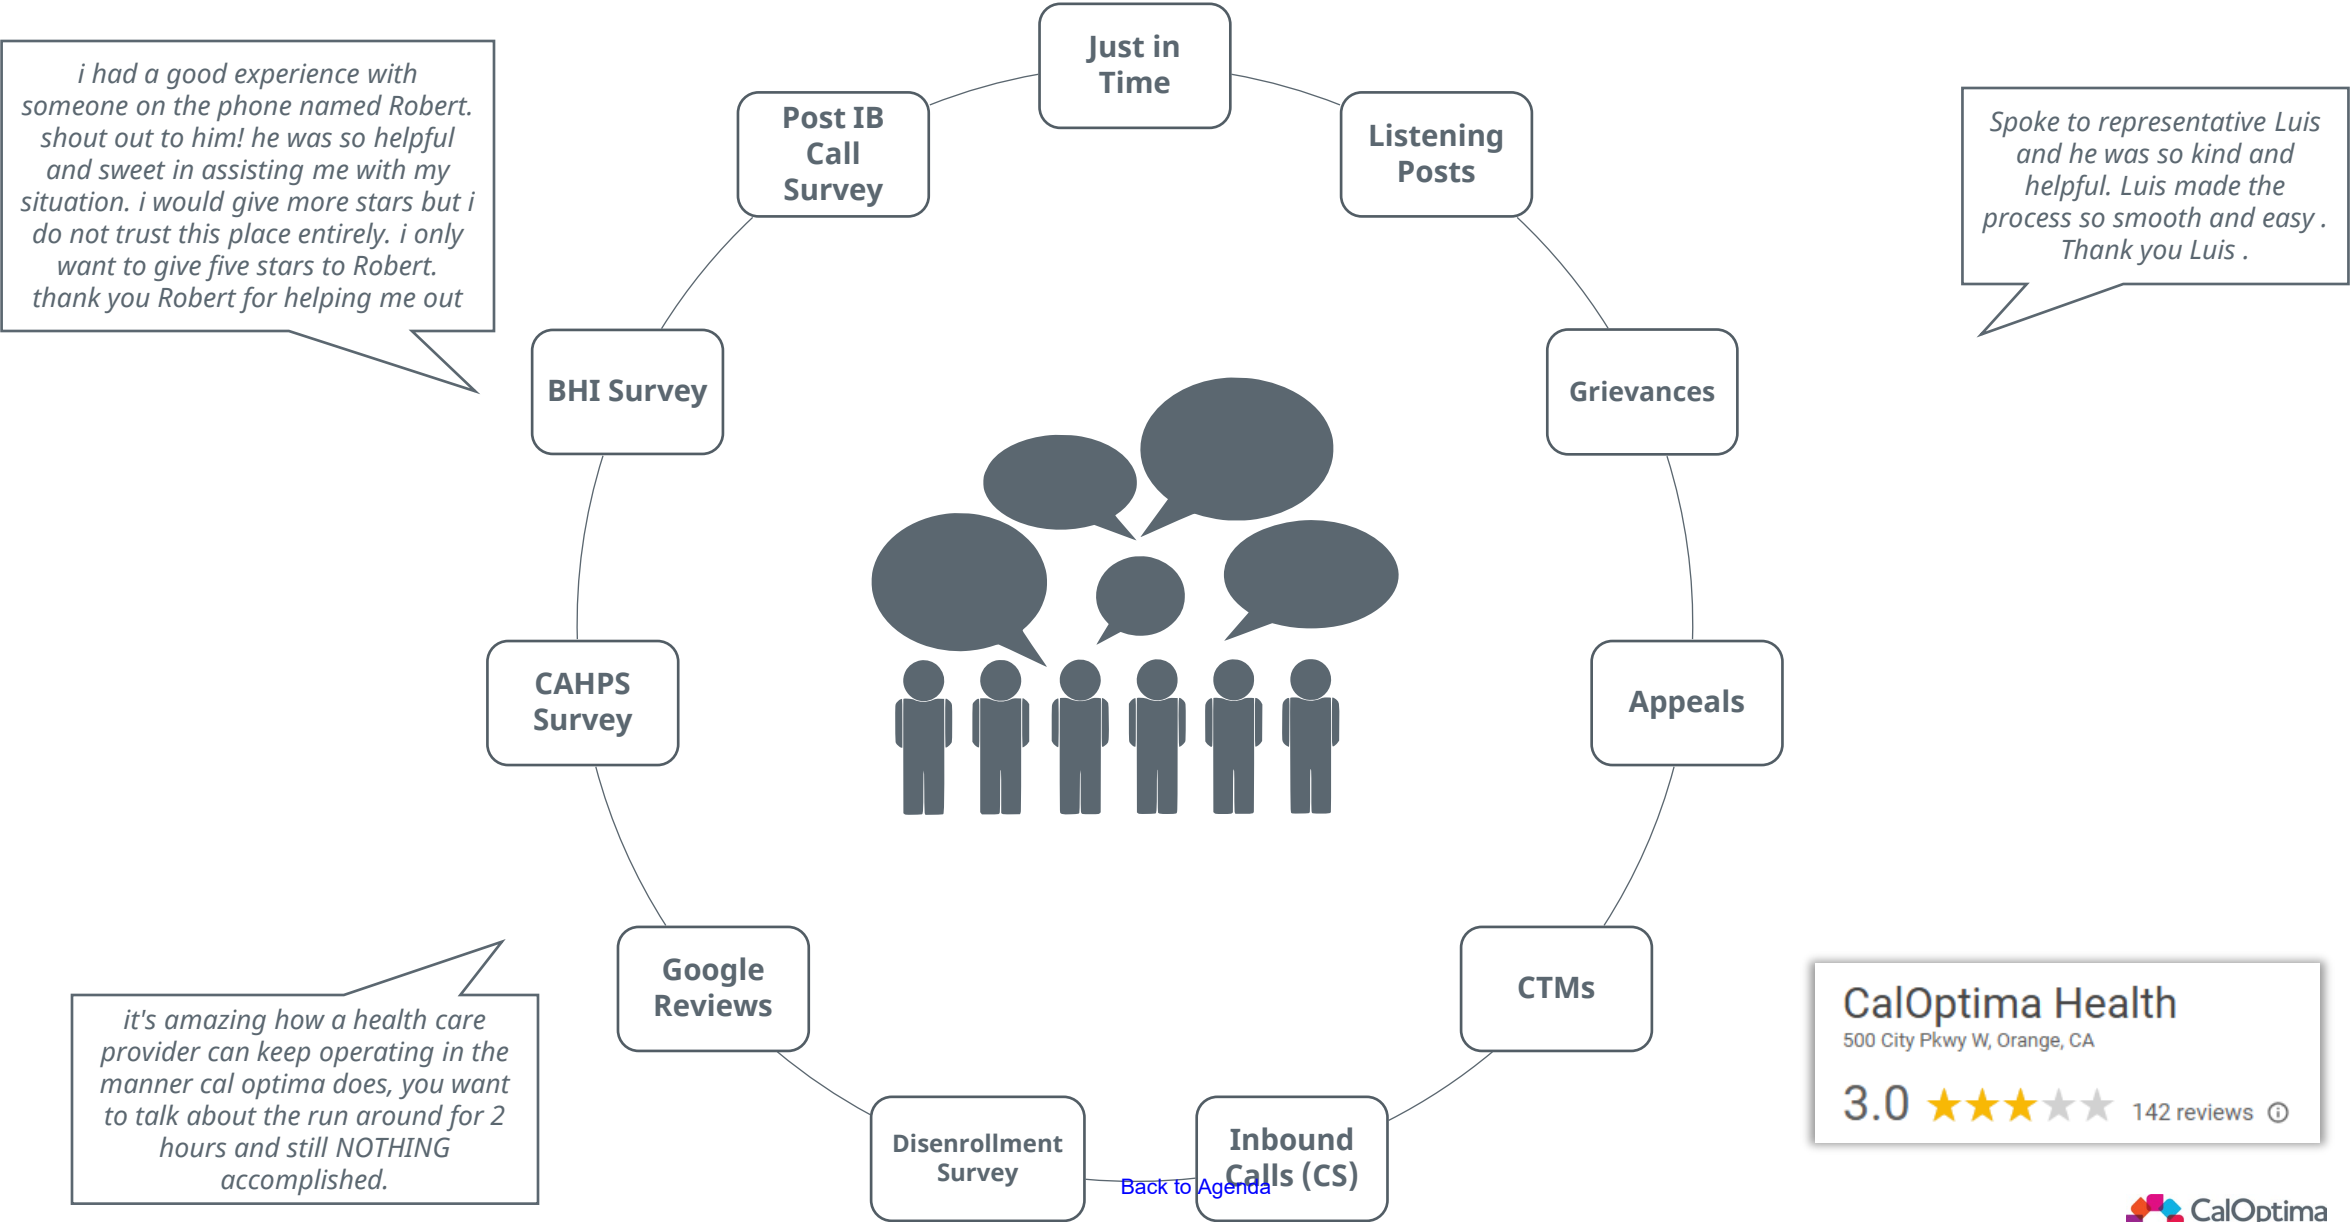 Just in
Time
i had a good experience with
someone on the phone named Robert.
shout out to him! he was so helpful
and sweet in assisting me with my
situation. i would give more stars but i
do not trust this place entirely. i only
want to give five stars to Robert.
thank you Robert for helping me out
Post IB
Call
Survey
Listening
Posts
Spoke to representative Luis
and he was so kind and
helpful. Luis made the
process so smooth and easy .
Thank you Luis .
BHI Survey
Grievances
CAHPS
Survey
Appeals
Google
Reviews
CTMs
CalOptima Health
500 City Pkwy W, Orange, CA
3.0
142 reviews
it's amazing how a health care
provider can keep operating in the
manner cal optima does, you want
to talk about the run around for 2
hours and still NOTHING
accomplished.
Disenrollment
Survey
Inbound
Calls (CS)
Back to Agenda
CalOptima